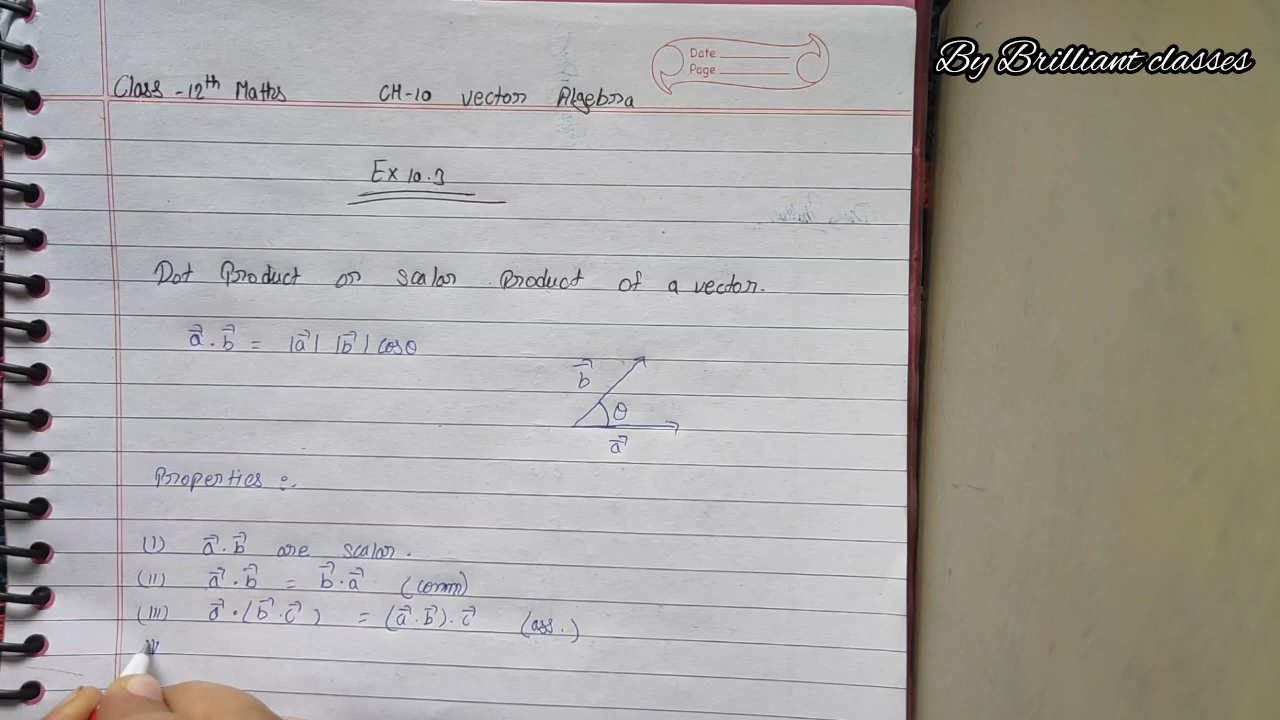 By Brilliant classes
Date
Page
Class - 12th Maths CH-10 vector Algebra
Ex 10.3
Dot Product or scalar Product of a vector.
a⃗ . b⃗ = |a⃗| |b⃗| cosθ
b⃗
θ
a⃗
Properties :-
(I) a⃗ . b⃗ are scalar.
(II) a⃗ . b⃗ = b⃗ . a⃗ (comm)
(III) a⃗ . (b⃗ . c⃗) = (a⃗ . b⃗) . c⃗ (ass.)